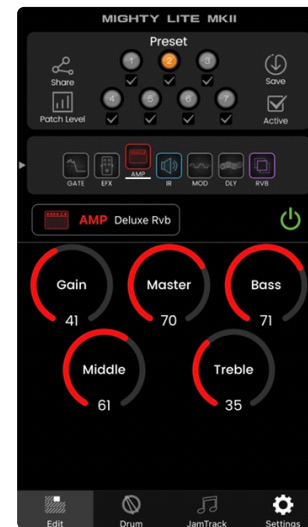 MIGHTY LITE MKII
Preset
1 2 3
Share
Save
4 5 6 7
Patch Level
Active
GATE EFX AMP IR MOD DLY RVB
AMP Deluxe Rvb
Gain Master Bass
41 70 71
Middle Treble
61 35
Edit Drum JamTrack Settings